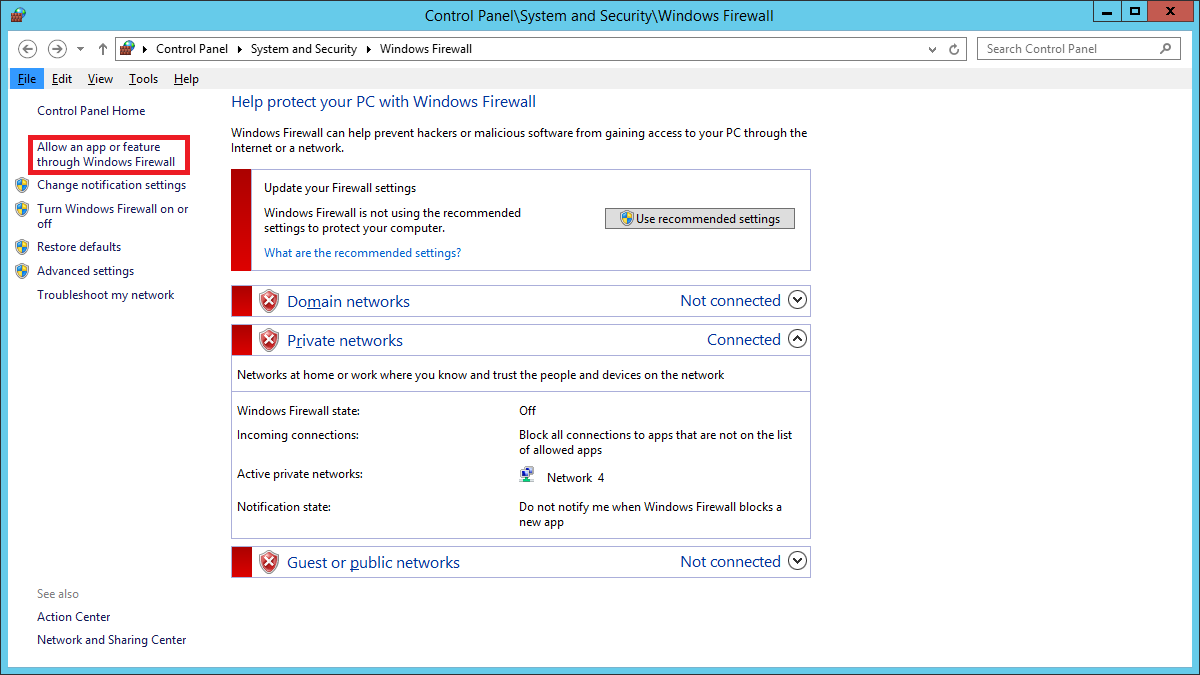 Control Panel\System and Security\Windows Firewall
Control Panel System and Security Windows Firewall
Search Control Panel
File Edit View Tools Help
Control Panel Home
Allow an app or feature
through Windows Firewall
Change notification settings
Turn Windows Firewall on or
off
Restore defaults
Advanced settings
Troubleshoot my network
Help protect your PC with Windows Firewall
Windows Firewall can help prevent hackers or malicious software from gaining access to your PC through the
Internet or a network.
Update your Firewall settings
Windows Firewall is not using the recommended
settings to protect your computer.
Use recommended settings
What are the recommended settings?
Domain networks Not connected
Private networks Connected
Networks at home or work where you know and trust the people and devices on the network
Windows Firewall state: Off
Incoming connections: Block all connections to apps that are not on the list
of allowed apps
Active private networks: Network 4
Notification state: Do not notify me when Windows Firewall blocks a
new app
Guest or public networks Not connected
See also
Action Center
Network and Sharing Center